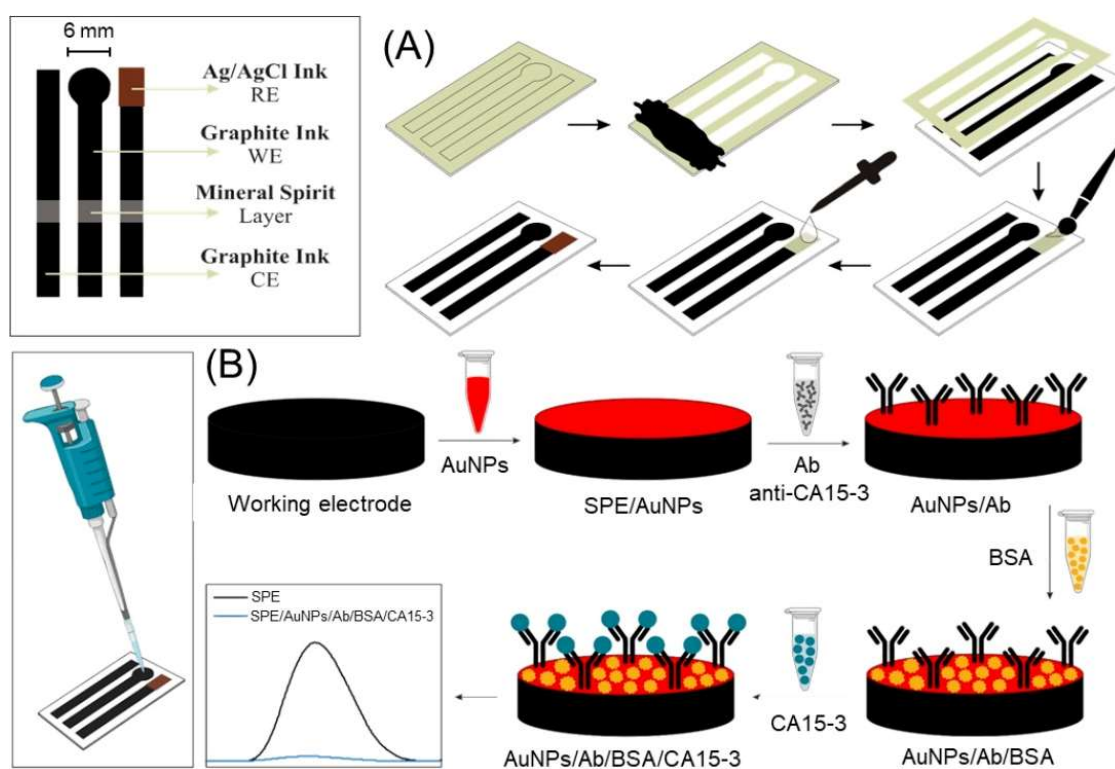 6 mm
Ag/AgCl Ink
RE
Graphite Ink
WE
Mineral Spirit
Layer
Graphite Ink
CE
(A)
(B)
Working electrode
AuNPs
SPE/AuNPs
Ab
anti-CA15-3
AuNPs/Ab
BSA
AuNPs/Ab/BSA
CA15-3
AuNPs/Ab/BSA/CA15-3
SPE
SPE/AuNPs/Ab/BSA/CA15-3